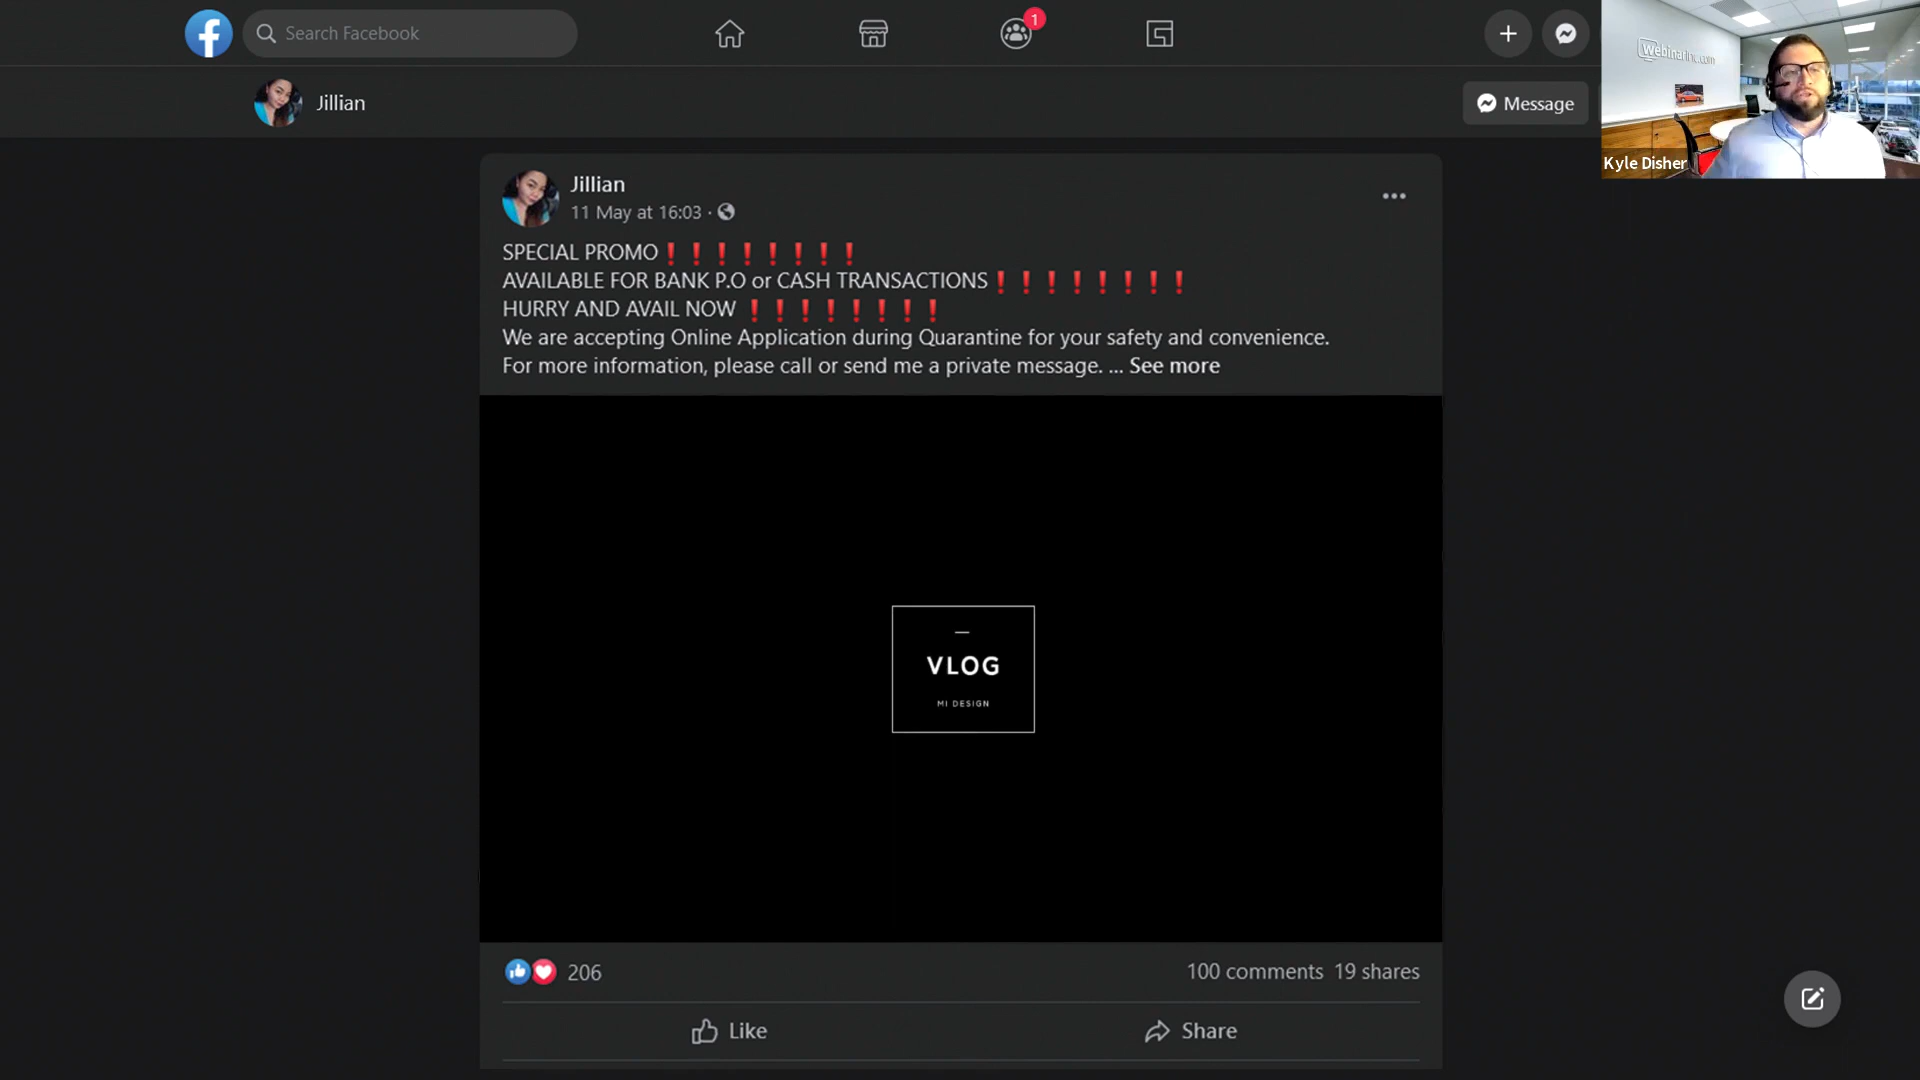 Search Facebook
1
Webinarinc.com
Jillian
Message
Kyle Disher
Jillian
11 May at 16:03 ·
SPECIAL PROMO❗❗❗❗❗❗❗❗
AVAILABLE FOR BANK P.O or CASH TRANSACTIONS❗❗❗❗❗❗❗❗
HURRY AND AVAIL NOW ❗❗❗❗❗❗❗❗
We are accepting Online Application during Quarantine for your safety and convenience.
For more information, please call or send me a private message. ... See more
VLOG
MI DESIGN
206
100 comments 19 shares
Like
Share